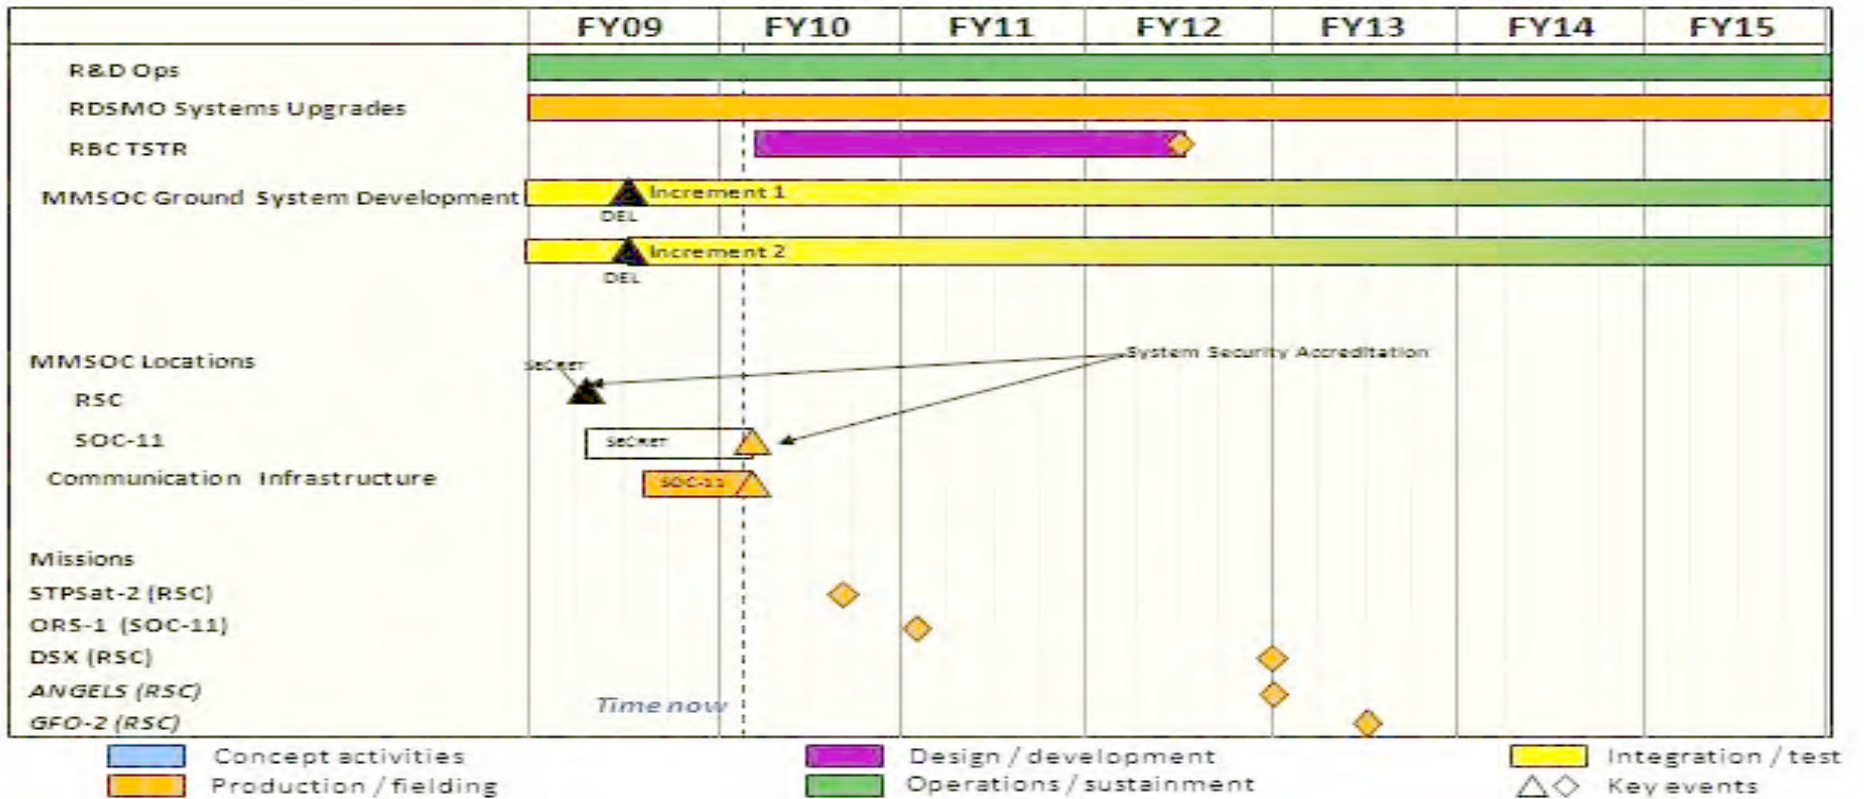 FY09 FY10 FY11 FY12 FY13 FY14 FY15
R&D Ops
RDSMO Systems Upgrades
RBC TSTR
MMSOC Ground System Development
Increment 1
DEL
Increment 2
DEL
MMSOC Locations
SECRET
System Security Accreditation
RSC
SOC-11
SECRET
Communication Infrastructure
SOC-11
Missions
STPSat-2 (RSC)
ORS-1 (SOC-11)
DSX (RSC)
ANGELS (RSC)
Time now
GFO-2 (RSC)
Concept activities
Design / development
Integration / test
Production / fielding
Operations / sustainment
Key events